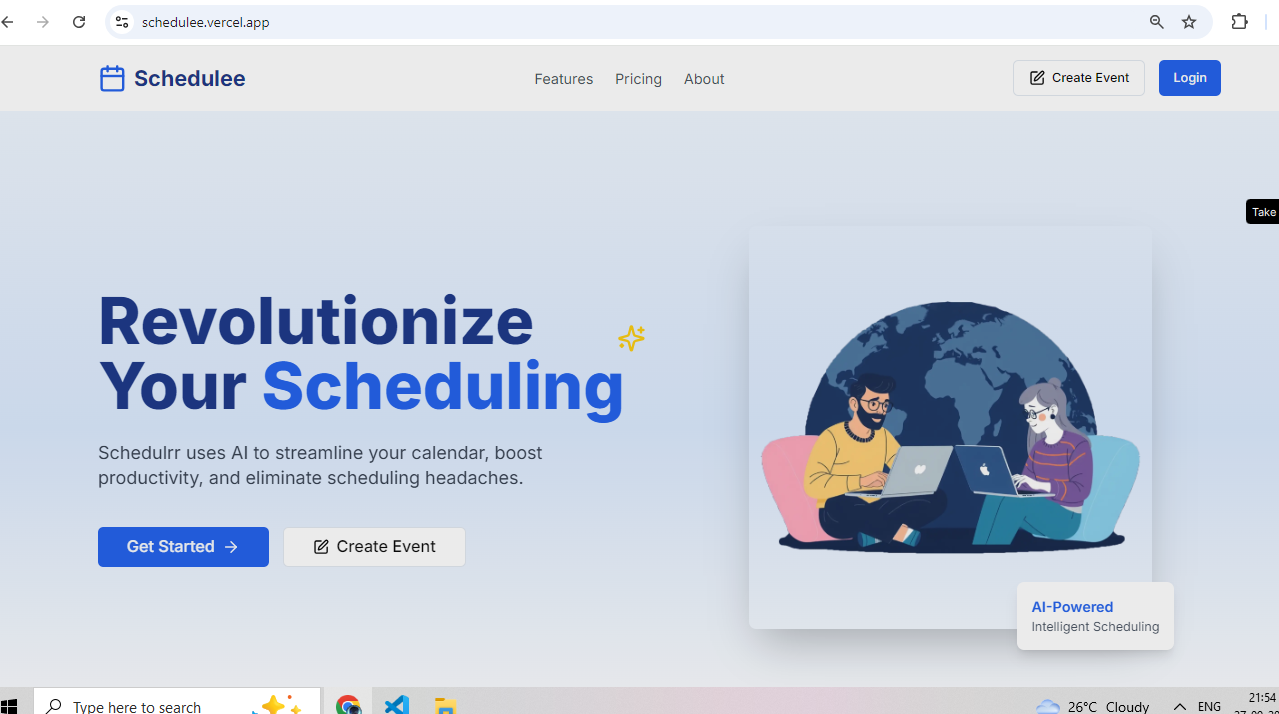 schedulee.vercel.app
Schedulee
Features
Pricing
About
Create Event
Login
Take
Revolutionize
Your Scheduling
Schedulrr uses AI to streamline your calendar, boost
productivity, and eliminate scheduling headaches.
Get Started
Create Event
AI-Powered
Intelligent Scheduling
Type here to search
26°C Cloudy
ENG
21:54